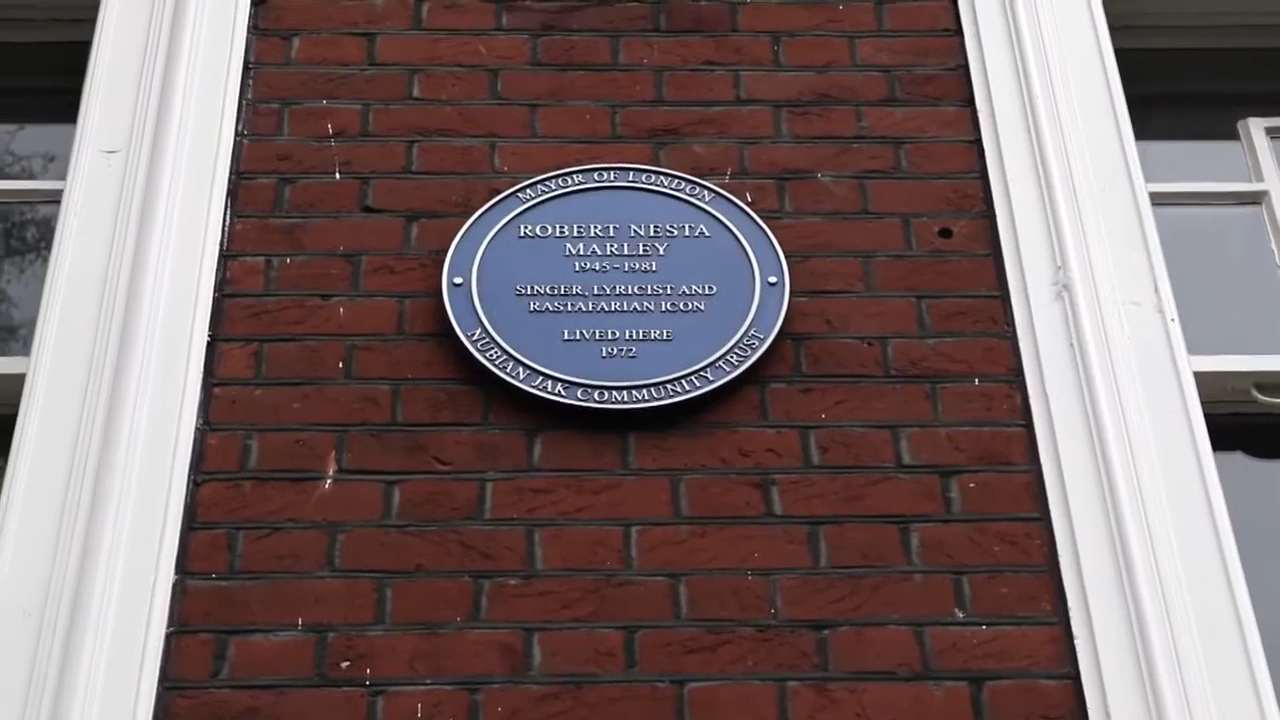 MAYOR OF LONDON
ROBERT NESTA
MARLEY
1945-1981
SINGER, LYRICIST AND
RASTAFARIAN ICON
LIVED HERE
1972
NUBIAN JAK COMMUNITY TRUST